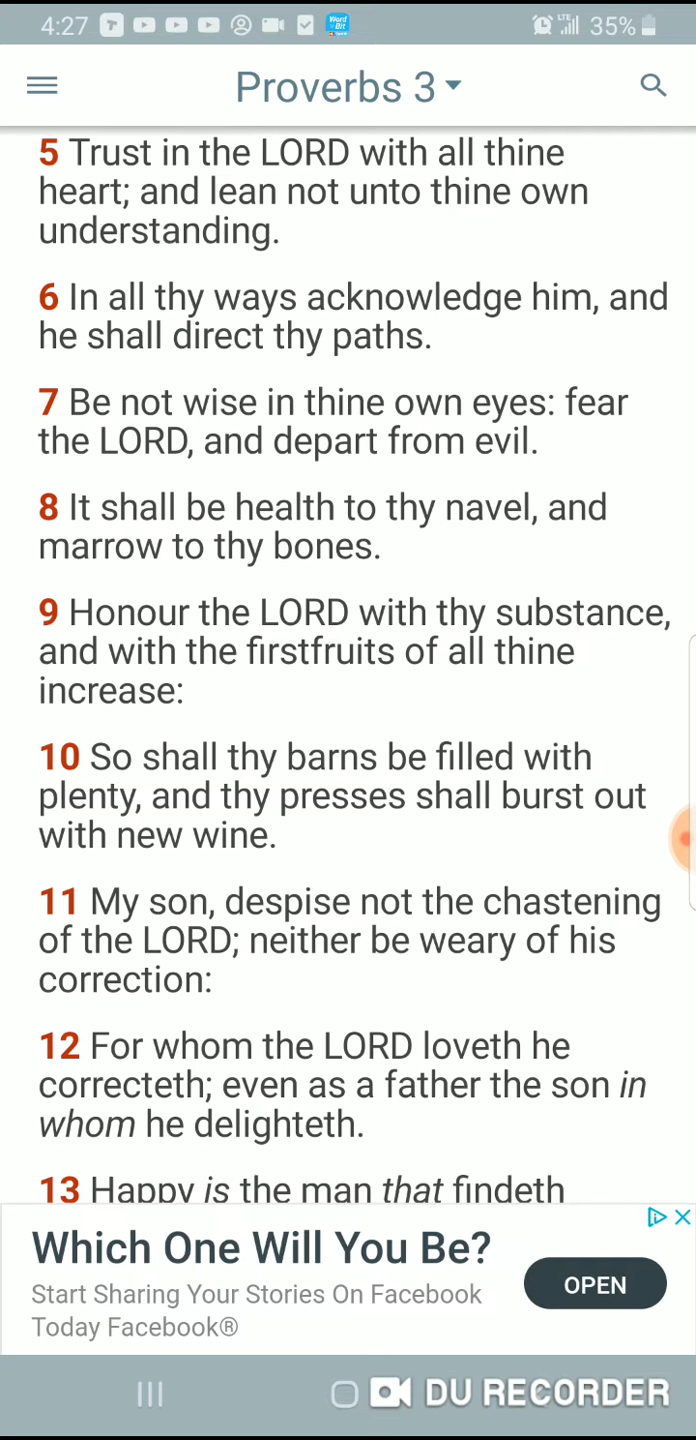 4:27
Word
Bit
LTE
35%
Proverbs 3
5 Trust in the LORD with all thine
heart; and lean not unto thine own
understanding.
6 In all thy ways acknowledge him, and
he shall direct thy paths.
7 Be not wise in thine own eyes: fear
the LORD, and depart from evil.
8 It shall be health to thy navel, and
marrow to thy bones.
9 Honour the LORD with thy substance,
and with the firstfruits of all thine
increase:
10 So shall thy barns be filled with
plenty, and thy presses shall burst out
with new wine.
11 My son, despise not the chastening
of the LORD; neither be weary of his
correction:
12 For whom the LORD loveth he
correcteth; even as a father the son in
whom he delighteth.
13 Happy is the man that findeth
Which One Will You Be?
Start Sharing Your Stories On Facebook
Today Facebook®
OPEN
DU RECORDER